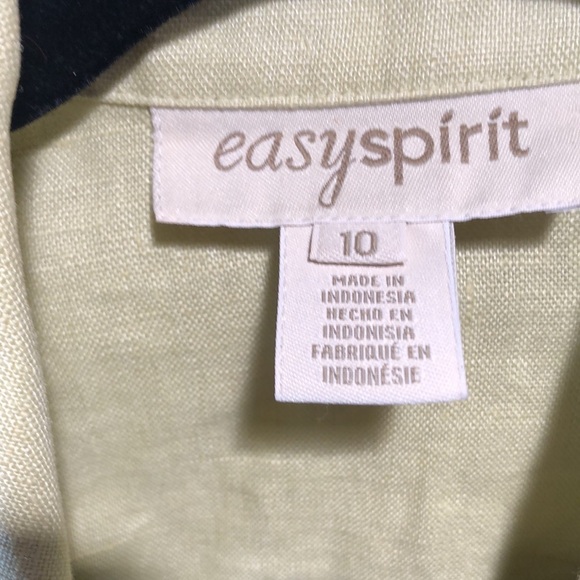 easyspirit
10
MADE IN
INDONESIA
HECHO EN
INDONISIA
FABRIQUÉ EN
INDONÉSIE